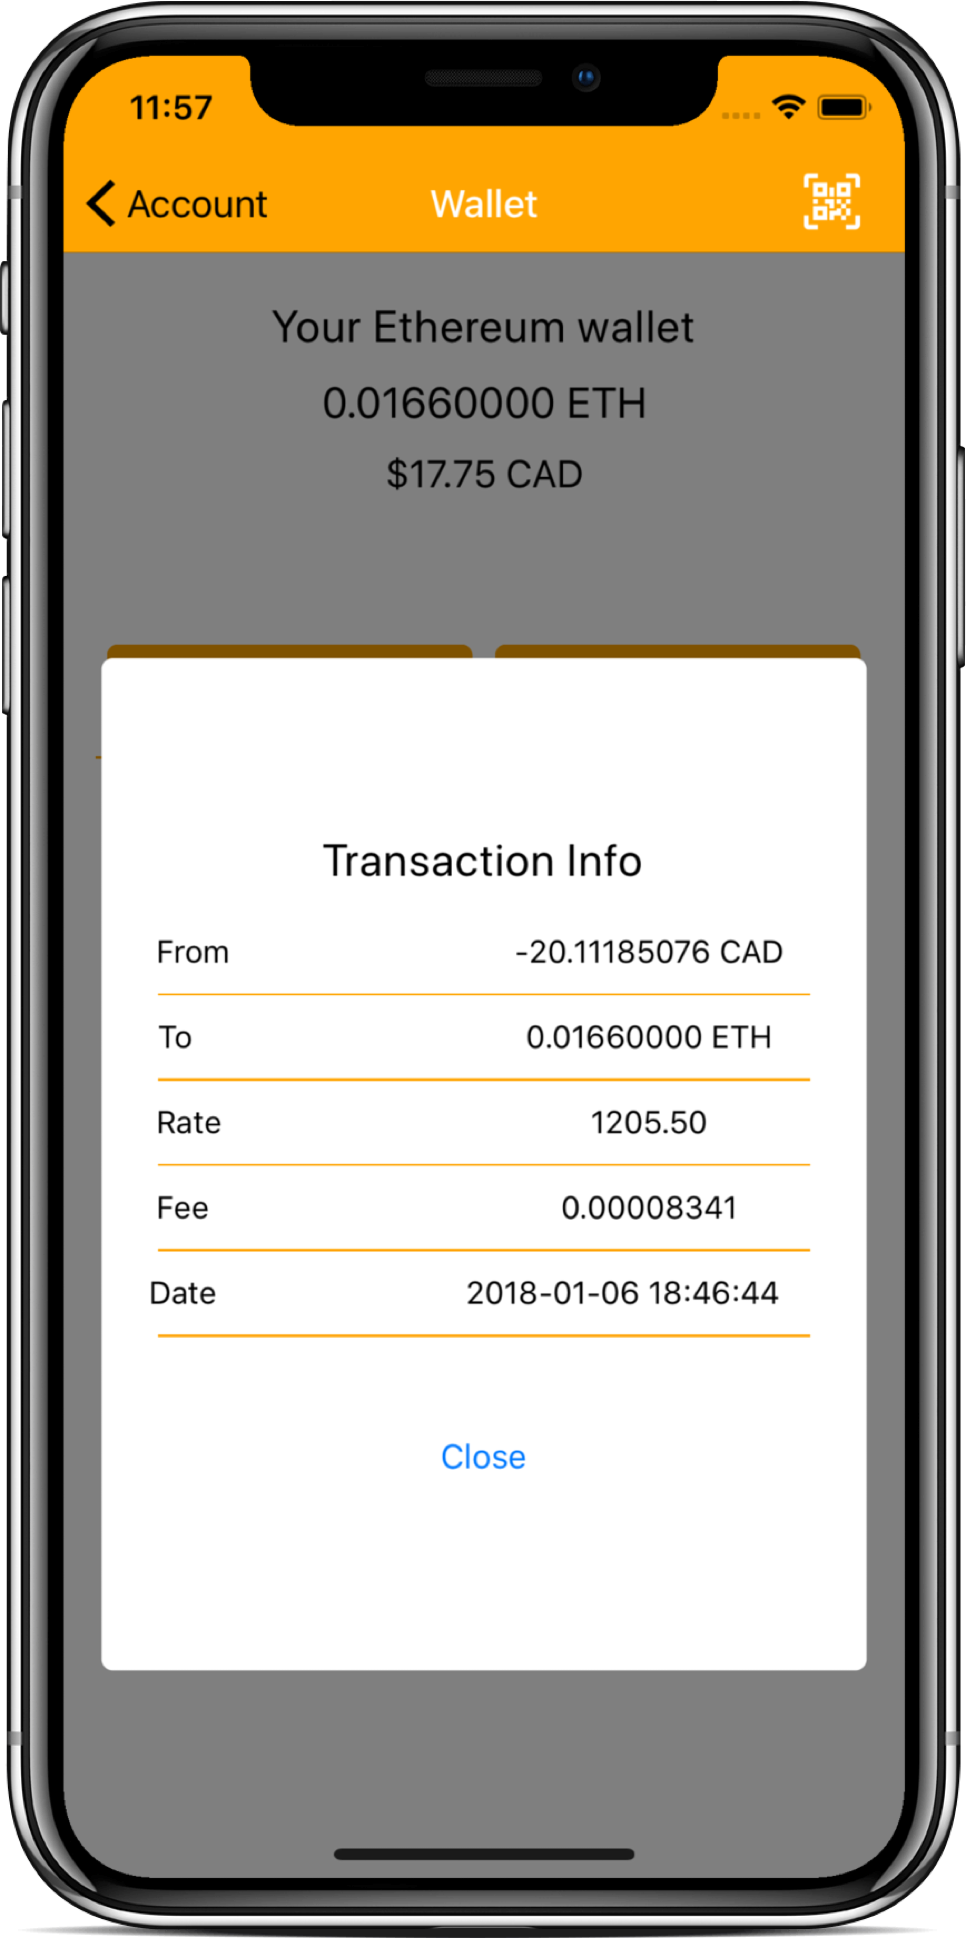 11:57
Account Wallet
Your Ethereum wallet
0.01660000 ETH
$17.75 CAD
Transaction Info
From -20.11185076 CAD
To 0.01660000 ETH
Rate 1205.50
Fee 0.00008341
Date 2018-01-06 18:46:44
Close